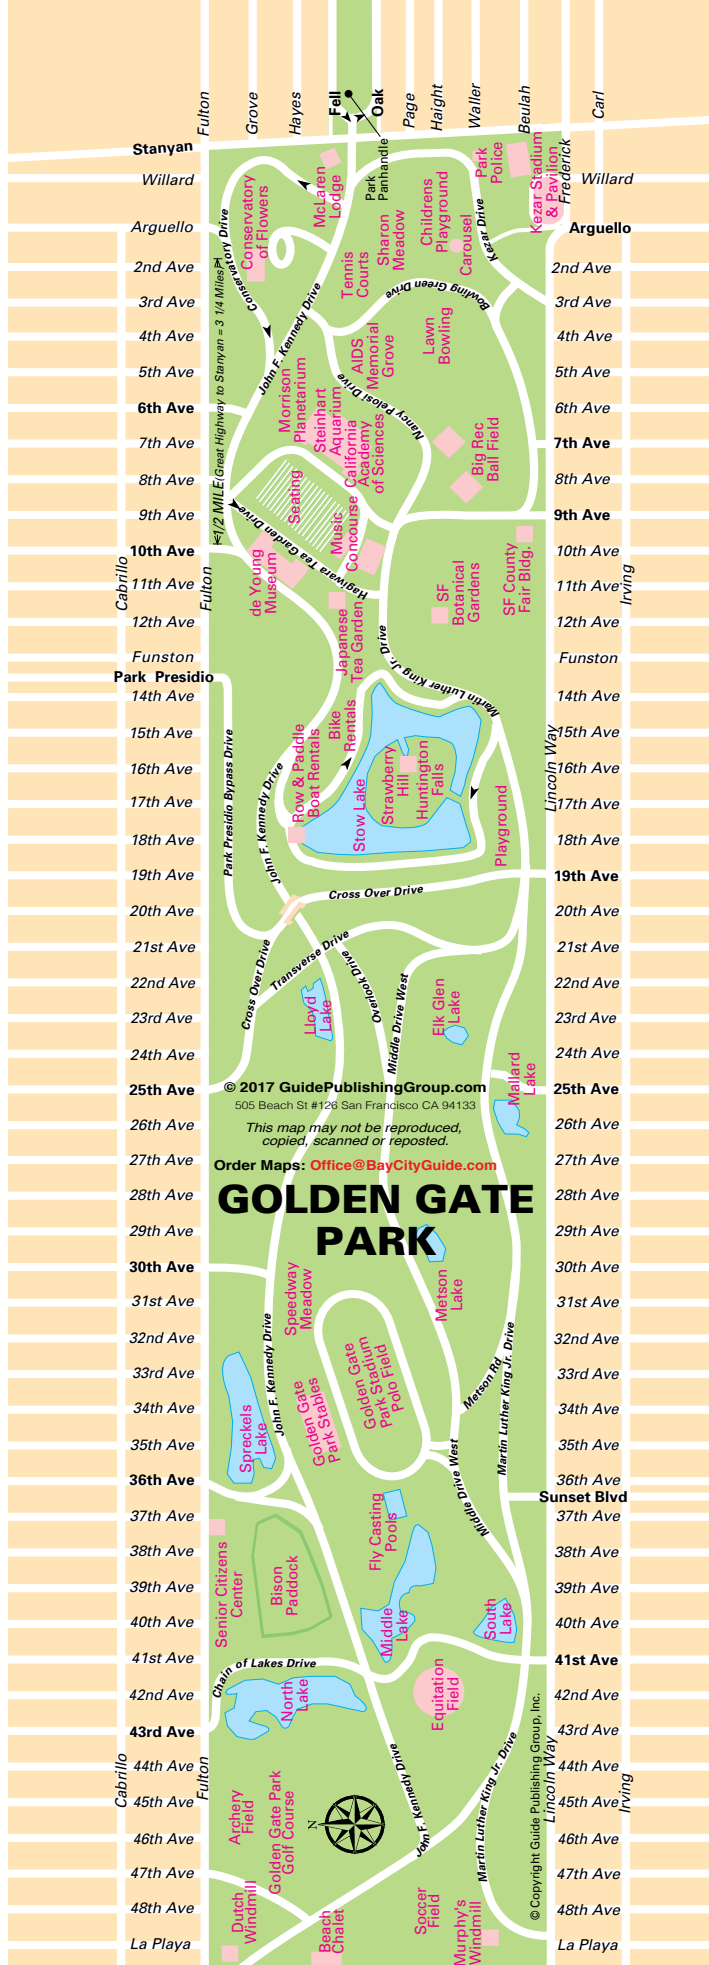 Fulton
Grove
Hayes
Fell
Oak
Page
Haight
Waller
Beulah
Frederick
Carl
Stanyan
Park
Panhandle
Willard
Willard
McLaren
Lodge
Park
Police
Kezar Stadium
& Pavilion
Conservatory
of Flowers
Arguello
Arguello
Conservatory Drive
Sharon
Meadow
Childrens
Playground
Carousel
Kezar Drive
Tennis
Courts
2nd Ave
2nd Ave
3rd Ave
3rd Ave
Bowling Green Drive
John F. Kennedy Drive
1/2 MILE (Great Highway to Stanyan = 3 1/4 Miles)
4th Ave
4th Ave
AIDS
Memorial
Grove
Lawn
Bowling
5th Ave
5th Ave
Nancy Pelosi Drive
Morrison
Planetarium
Steinhart
Aquarium
California
Academy
of Sciences
6th Ave
6th Ave
7th Ave
7th Ave
Big Rec
Ball Field
8th Ave
8th Ave
Seating
Music
Concourse
9th Ave
9th Ave
Hagiwara Tea Garden Drive
10th Ave
10th Ave
de Young
Museum
Cabrillo
Fulton
11th Ave
11th Ave
Irving
SF
Botanical
Gardens
SF County
Fair Bldg.
Japanese
Tea Garden
12th Ave
12th Ave
Funston
Funston
Martin Luther King Jr. Drive
Park Presidio
14th Ave
14th Ave
Bike
Rentals
Row & Paddle
Boat Rentals
15th Ave
15th Ave
Lincoln Way
Park Presidio Bypass Drive
John F. Kennedy Drive
16th Ave
16th Ave
Stow Lake
Strawberry
Hill
Huntington
Falls
17th Ave
17th Ave
Playground
18th Ave
18th Ave
19th Ave
19th Ave
Cross Over Drive
20th Ave
20th Ave
21st Ave
21st Ave
Cross Over Drive
Transverse Drive
Overlook Drive
Middle Drive West
22nd Ave
22nd Ave
Lloyd
Lake
Elk Glen
Lake
23rd Ave
23rd Ave
24th Ave
24th Ave
Mallard
Lake
25th Ave
25th Ave
© 2017 GuidePublishingGroup.com
505 Beach St #126 San Francisco CA 94133
This map may not be reproduced,
copied, scanned or reposted.
Order Maps: Office@BayCityGuide.com
26th Ave
26th Ave
27th Ave
27th Ave
GOLDEN GATE
PARK
28th Ave
28th Ave
29th Ave
29th Ave
30th Ave
30th Ave
Speedway
Meadow
Metson
Lake
31st Ave
31st Ave
32nd Ave
32nd Ave
John F. Kennedy Drive
Golden Gate
Park Stadium
Polo Field
Metson Rd
Martin Luther King Jr. Drive
33rd Ave
33rd Ave
Golden Gate
Park Stables
34th Ave
34th Ave
Spreckels
Lake
35th Ave
35th Ave
Middle Drive West
36th Ave
36th Ave
Sunset Blvd
37th Ave
37th Ave
Fly Casting
Pools
38th Ave
38th Ave
Senior Citizens
Center
Bison
Paddock
39th Ave
39th Ave
40th Ave
40th Ave
Middle
Lake
South
Lake
41st Ave
41st Ave
Chain of Lakes Drive
North
Lake
Equitation
Field
42nd Ave
42nd Ave
43rd Ave
43rd Ave
Cabrillo
Fulton
44th Ave
44th Ave
Lincoln Way
Irving
John F. Kennedy Drive
Martin Luther King Jr. Drive
© Copyright Guide Publishing Group, Inc.
45th Ave
45th Ave
Archery
Field
Golden Gate Park
Golf Course
N
46th Ave
46th Ave
47th Ave
47th Ave
48th Ave
48th Ave
Dutch
Windmill
Beach
Chalet
Soccer
Field
Murphy's
Windmill
La Playa
La Playa